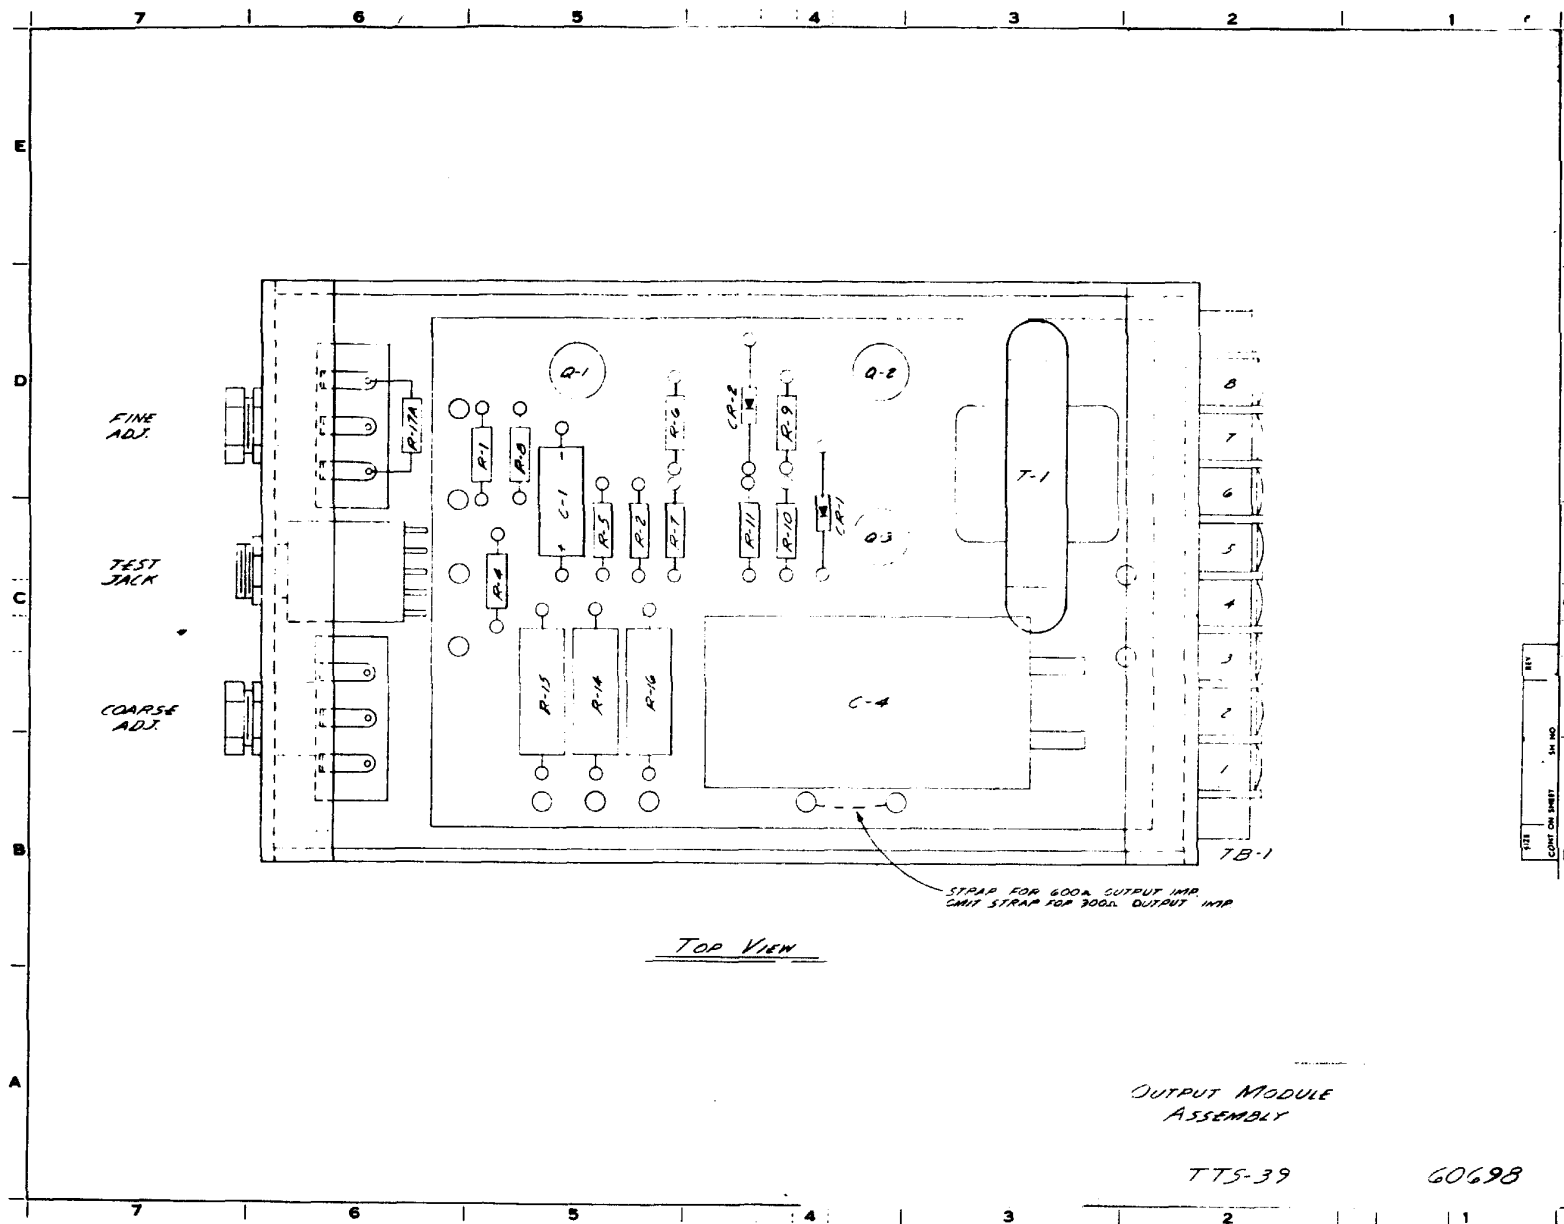 7 6 5 4 3 2 1
E
D
C
B
A
FINE
ADJ.
TEST
JACK
COARSE
ADJ.
R-17A
R-1
R-8
Q-1
C-1
-
+
R-5
R-2
R-6
R-7
R-4
CR-2
R-9
R-11
R-10
CR-1
Q-2
Q-3
T-1
R-15
R-14
R-16
C-4
8
7
6
5
4
3
2
1
TB-1
STRAP FOR 600Ω OUTPUT IMP.
OMIT STRAP FOR 300Ω OUTPUT IMP
TOP VIEW
REV
SH NO
SIZE
CONT ON SHEET
OUTPUT MODULE
ASSEMBLY
TTS-39 60698
7 6 5 4 3 2 1